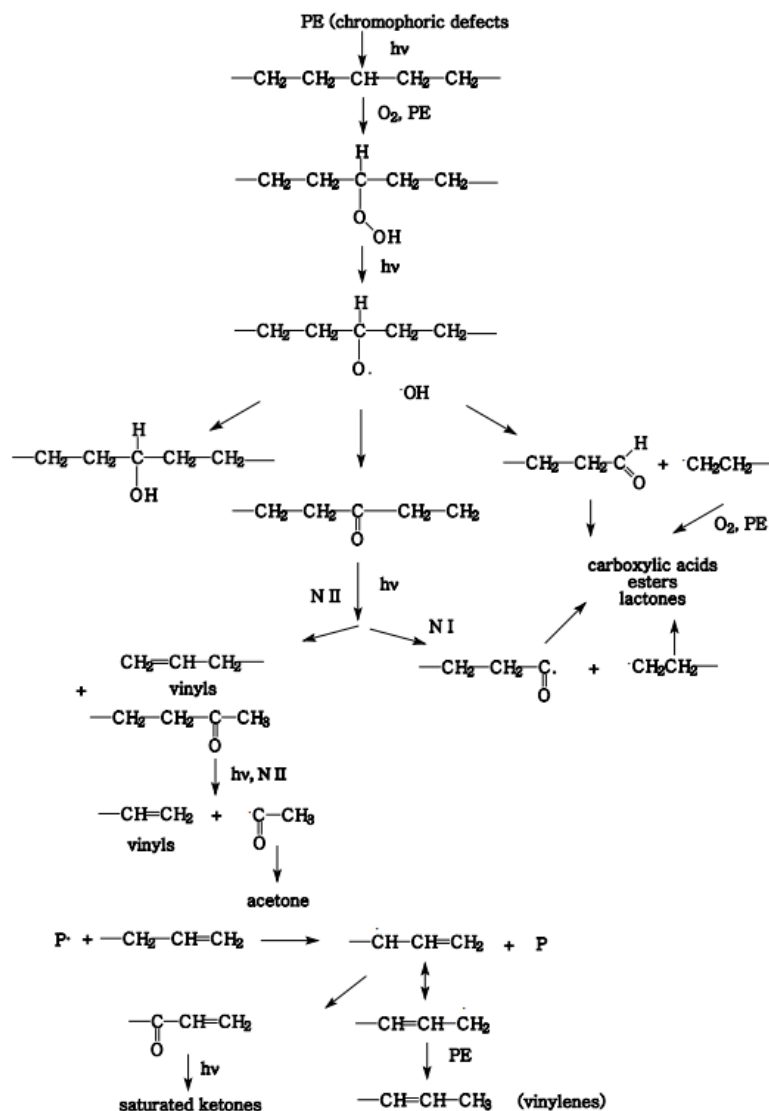 PE (chromophoric defects
hν
—CH₂—CH₂—CH—CH₂—CH₂—
O₂, PE
H
—CH₂—CH₂—C—CH₂—CH₂—
O
OH
hν
H
—CH₂—CH₂—C—CH₂—CH₂—
O·
·OH
H
—CH₂—CH₂—C—CH₂—CH₂—
OH
H
—CH₂—CH₂C + ·CH₂CH₂—
O
O₂, PE
—CH₂—CH₂—C—CH₂—CH₂
O
carboxylic acids
esters
lactones
N II hν
N I
CH₂=CH—CH₂—
vinyls
+
—CH₂—CH₂—C· + ·CH₂CH₂—
O
—CH₂—CH₂—C—CH₃
O
hν, N II
—CH=CH₂ + ·C—CH₃
vinyls O
acetone
P· + —CH₂—CH=CH₂ —ĊH—CH=CH₂ + P
—C—CH=CH₂ —CH=CH—ĊH₂
O
hν PE
saturated ketones —CH=CH—CH₃ (vinylenes)